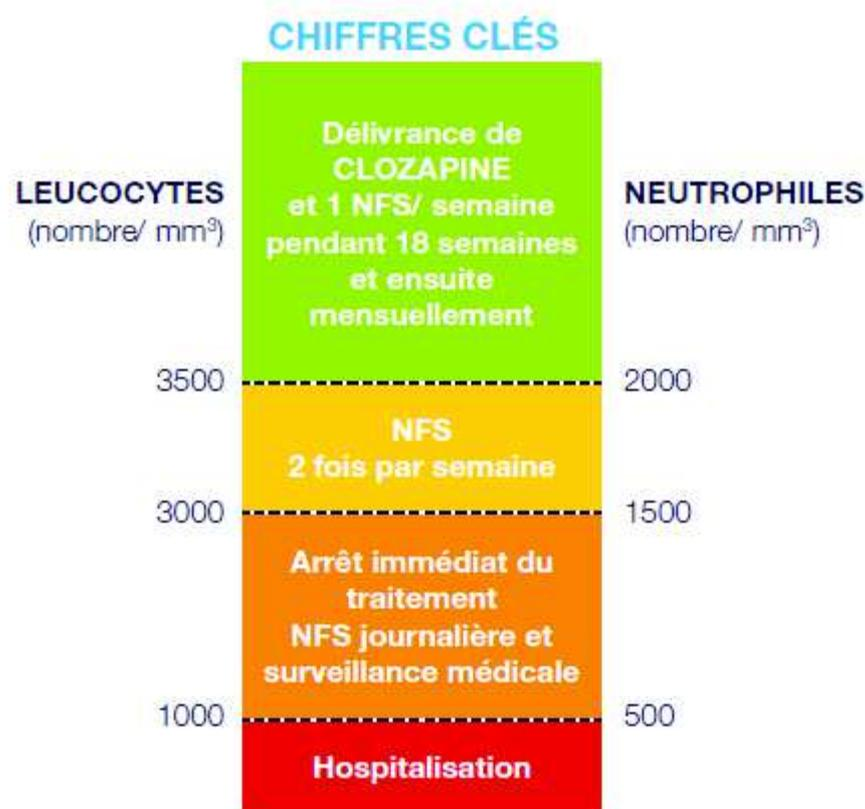 CHIFFRES CLÉS
LEUCOCYTES
(nombre/ mm³)
Délivrance de
CLOZAPINE
et 1 NFS/ semaine
pendant 18 semaines
et ensuite
mensuellement
NEUTROPHILES
(nombre/ mm³)
3500
2000
NFS
2 fois par semaine
3000
1500
Arrêt immédiat du
traitement
NFS journalière et
surveillance médicale
1000
500
Hospitalisation